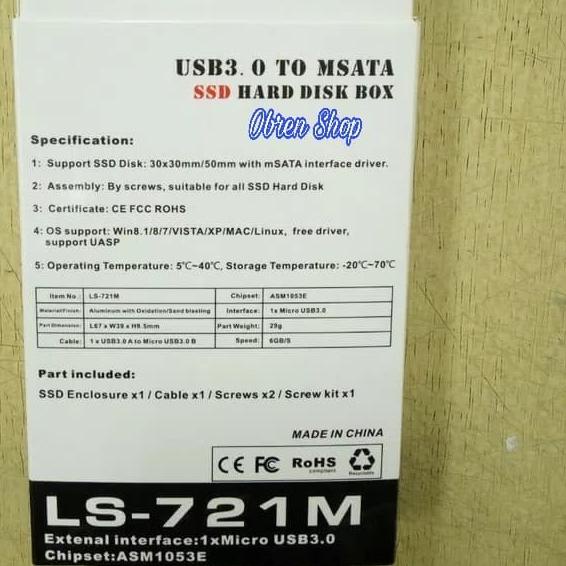 USB3.0 TO MSATA
SSD HARD DISK BOX
Obren Shop
Specification:
1: Support SSD Disk: 30x30mm/50mm with mSATA interface driver.
2: Assembly: By screws, suitable for all SSD Hard Disk
3: Certificate: CE FCC ROHS
4: OS support: Win8.1/8/7/VISTA/XP/MAC/Linux, free driver,
support UASP
5: Operating Temperature: 5℃~40℃, Storage Temperature: -20℃~70℃
Item No.: LS-721M Chipset: ASM1053E
Material/Finish: Aluminum with Oxidation/Sand blasting Interface: 1x Micro USB3.0
Part Dimension: L67 x W39 x H9.5mm Part Weight: 29g
Cable: 1 x USB3.0 A to Micro USB3.0 B Speed: 6GB/S
Part included:
SSD Enclosure x1 / Cable x1 / Screws x2 / Screw kit x1
MADE IN CHINA
CE FC RoHS compliant Recyclable
LS-721M
Extenal interface:1xMicro USB3.0
Chipset:ASM1053E